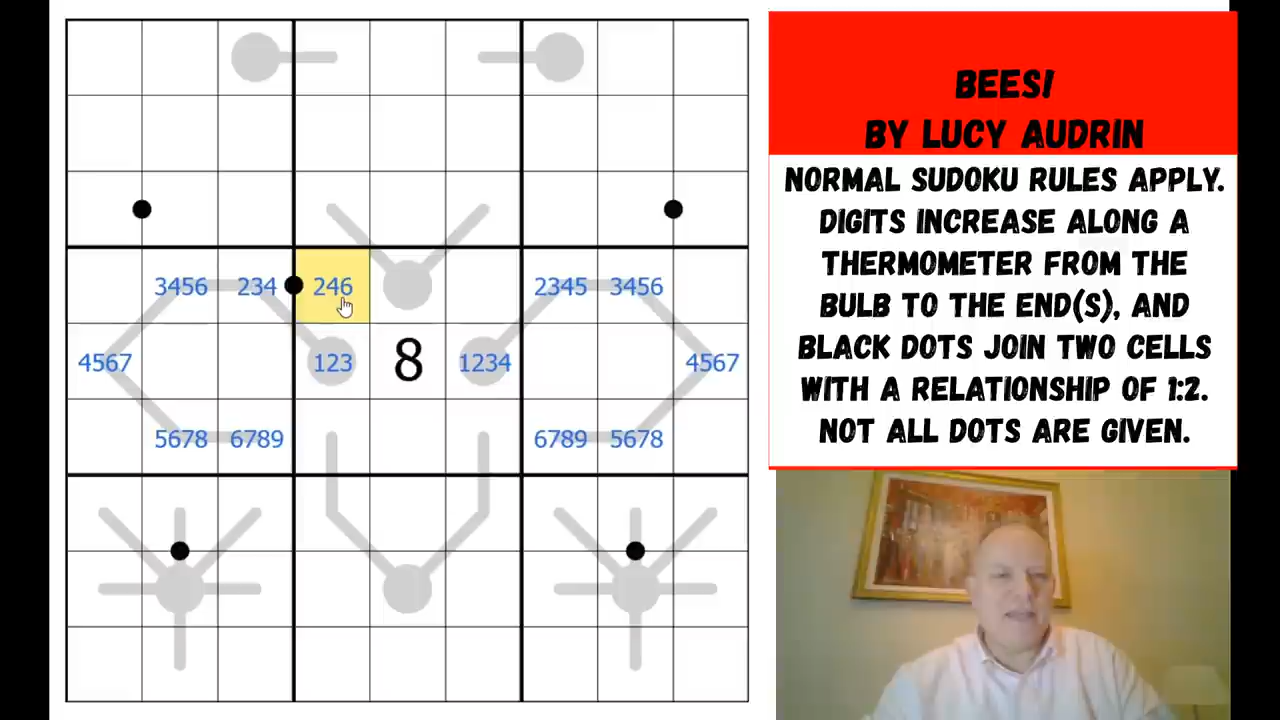 BEES!
BY LUCY AUDRIN
NORMAL SUDOKU RULES APPLY.
DIGITS INCREASE ALONG A
THERMOMETER FROM THE
BULB TO THE END(S), AND
BLACK DOTS JOIN TWO CELLS
WITH A RELATIONSHIP OF 1:2.
NOT ALL DOTS ARE GIVEN.
3456 234 246 2345 3456
4567 123 8 1234 4567
5678 6789 6789 5678